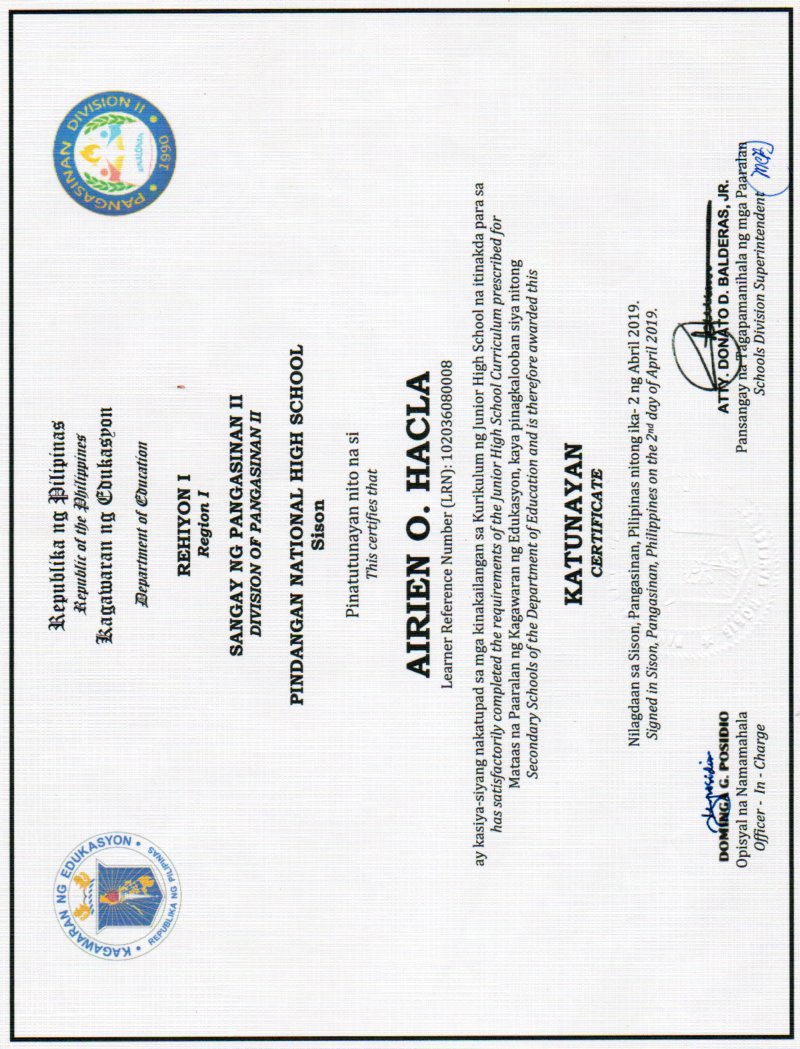 KAGAWARAN NG EDUKASYON
REPUBLIKA NG PILIPINAS
PANGASINAN DIVISION II
BINALONAN
1990
Republika ng Pilipinas
Republic of the Philippines
Kagawaran ng Edukasyon
Department of Education
REHIYON I
Region I
SANGAY NG PANGASINAN II
DIVISION OF PANGASINAN II
PINDANGAN NATIONAL HIGH SCHOOL
Sison
Pinatutunayan nito na si
This certifies that
AIRIEN O. HACLA
Learner Reference Number (LRN): 102036080008
ay kasiya-siyang nakatupad sa mga kinakailangan sa Kurikulum ng Junior High School na itinakda para sa
has satisfactorily completed the requirements of the Junior High School Curriculum prescribed for
Mataas na Paaralan ng Kagawaran ng Edukasyon, kaya pinagkalooban siya nitong
Secondary Schools of the Department of Education and is therefore awarded this
KATUNAYAN
CERTIFICATE
Nilagdaan sa Sison, Pangasinan, Pilipinas nitong ika- 2 ng Abril 2019.
Signed in Sison, Pangasinan, Philippines on the 2nd day of April 2019.
DOMINGA G. POSIDIO
Opisyal na Namamahala
Officer - In - Charge
ATTY. DONATO D. BALDERAS, JR.
Pansangay na Tagapamanihala ng mga Paaralan
Schools Division Superintendent